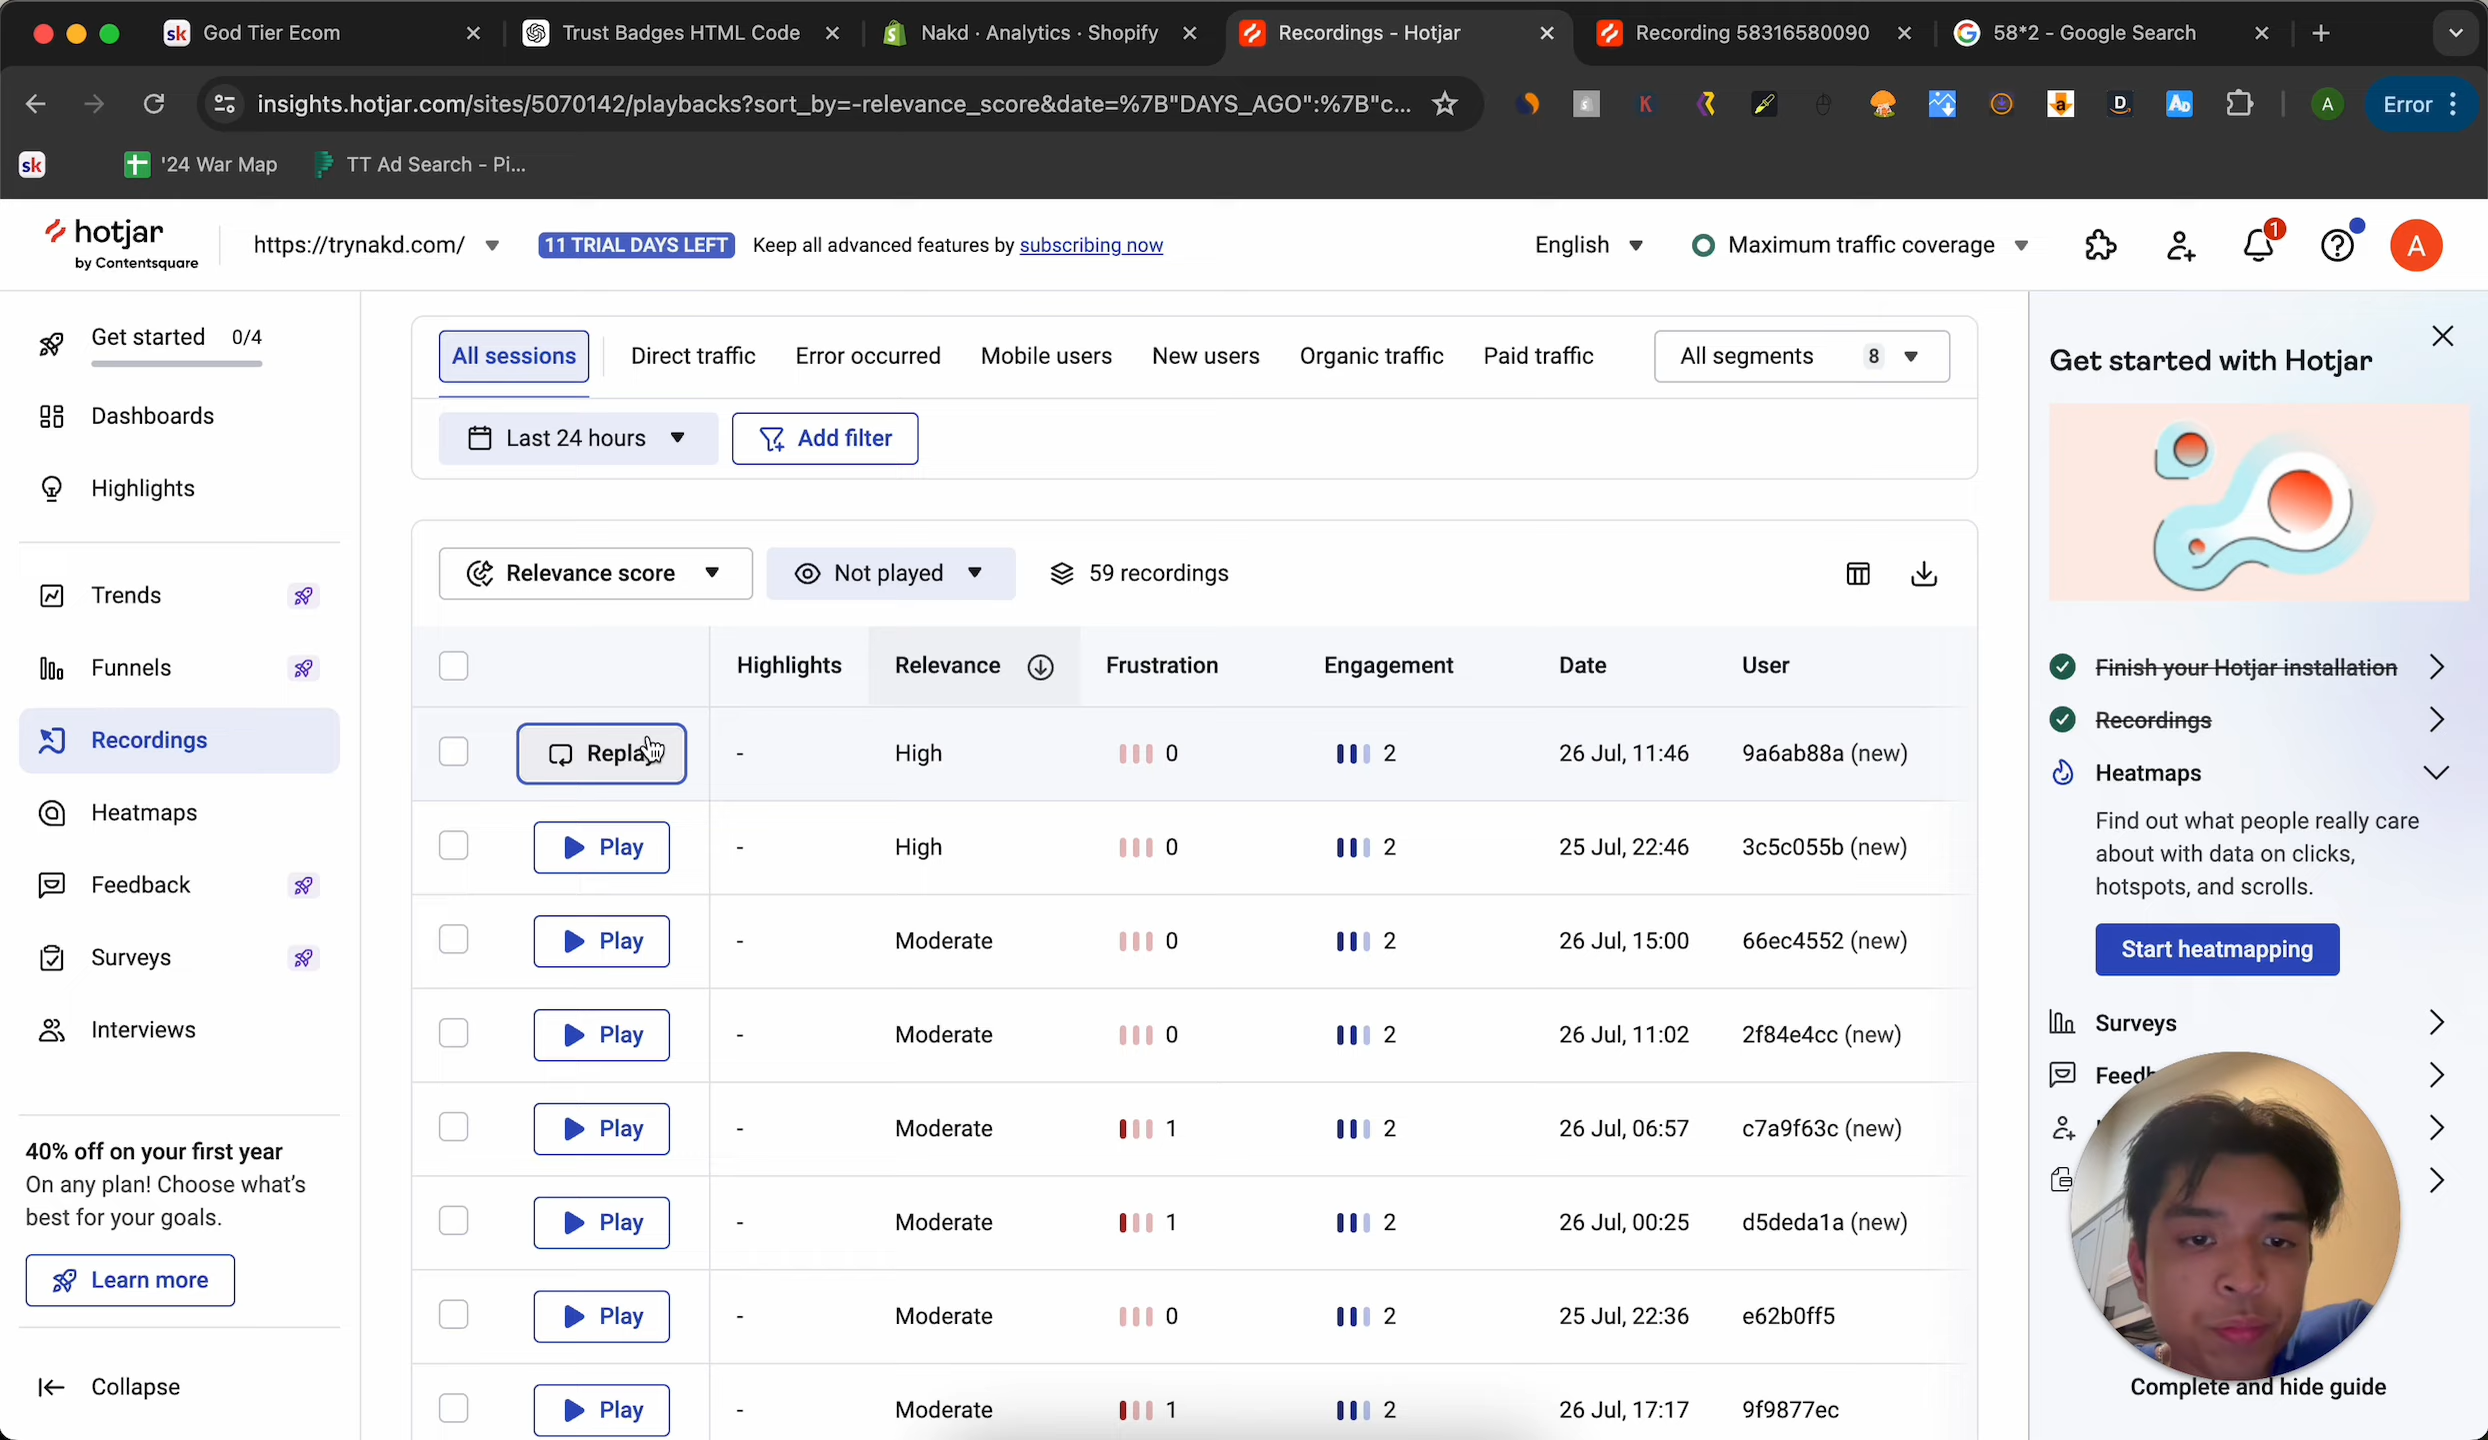 God Tier Ecom
Trust Badges HTML Code
Nakd · Analytics · Shopify
Recordings - Hotjar
Recording 58316580090
58*2 - Google Search
insights.hotjar.com/sites/5070142/playbacks?sort_by=-relevance_score&date=%7B"DAYS_AGO":%7B"c...
A
Error
sk
'24 War Map
TT Ad Search - Pi...
hotjar
by Contentsquare
https://trynakd.com/
11 TRIAL DAYS LEFT
Keep all advanced features by subscribing now
English
Maximum traffic coverage
1
A
Get started 0/4
Dashboards
Highlights
Trends
Funnels
Recordings
Heatmaps
Feedback
Surveys
Interviews
40% off on your first year
On any plan! Choose what's
best for your goals.
Learn more
Collapse
All sessions
Direct traffic
Error occurred
Mobile users
New users
Organic traffic
Paid traffic
All segments 8
Last 24 hours
Add filter
Relevance score
Not played
59 recordings
Highlights Relevance Frustration Engagement Date User
Replay - High 0 2 26 Jul, 11:46 9a6ab88a (new)
Play - High 0 2 25 Jul, 22:46 3c5c055b (new)
Play - Moderate 0 2 26 Jul, 15:00 66ec4552 (new)
Play - Moderate 0 2 26 Jul, 11:02 2f84e4cc (new)
Play - Moderate 1 2 26 Jul, 06:57 c7a9f63c (new)
Play - Moderate 1 2 26 Jul, 00:25 d5deda1a (new)
Play - Moderate 0 2 25 Jul, 22:36 e62b0ff5
Play - Moderate 1 2 26 Jul, 17:17 9f9877ec
Get started with Hotjar
Finish your Hotjar installation
Recordings
Heatmaps
Find out what people really care
about with data on clicks,
hotspots, and scrolls.
Start heatmapping
Surveys
Feedb
Complete and hide guide